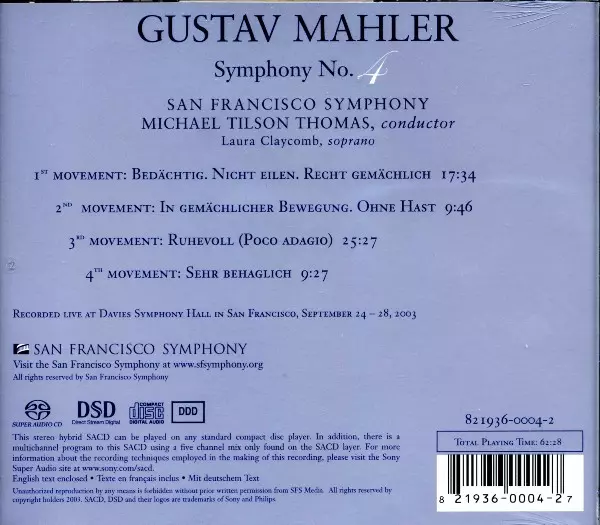 GUSTAV MAHLER
Symphony No. 4
SAN FRANCISCO SYMPHONY
MICHAEL TILSON THOMAS, conductor
Laura Claycomb, soprano
1ST MOVEMENT: BEDÄCHTIG. NICHT EILEN. RECHT GEMÄCHLICH 17:34
2ND MOVEMENT: IN GEMÄCHLICHER BEWEGUNG. OHNE HAST 9:46
3RD MOVEMENT: RUHEVOLL (POCO ADAGIO) 25:27
4TH MOVEMENT: SEHR BEHAGLICH 9:27
RECORDED LIVE AT DAVIES SYMPHONY HALL IN SAN FRANCISCO, SEPTEMBER 24 – 28, 2003
SAN FRANCISCO SYMPHONY
Visit the San Francisco Symphony at www.sfsymphony.org
All rights reserved by San Francisco Symphony
SUPER AUDIO CD
DSD
Direct Stream Digital
COMPACT
disc
DIGITAL AUDIO
DDD
821936-0004-2
This stereo hybrid SACD can be played on any standard compact disc player. In addition, there is a
multichannel program to this SACD using a five channel mix only found on the SACD layer. For more
information about the recording techniques employed in the making of this recording, please visit the Sony
Super Audio site at www.sony.com/sacd.
English text enclosed • Texte en français inclus • Mit deutschem Text
Unauthorized reproduction by any means is forbidden without prior written permission from SFS Media. All rights reserved by
copyright holders 2003. SACD, DSD and their logos are trademarks of Sony and Philips
TOTAL PLAYING TIME: 62:28
8 21936-0004-2 7